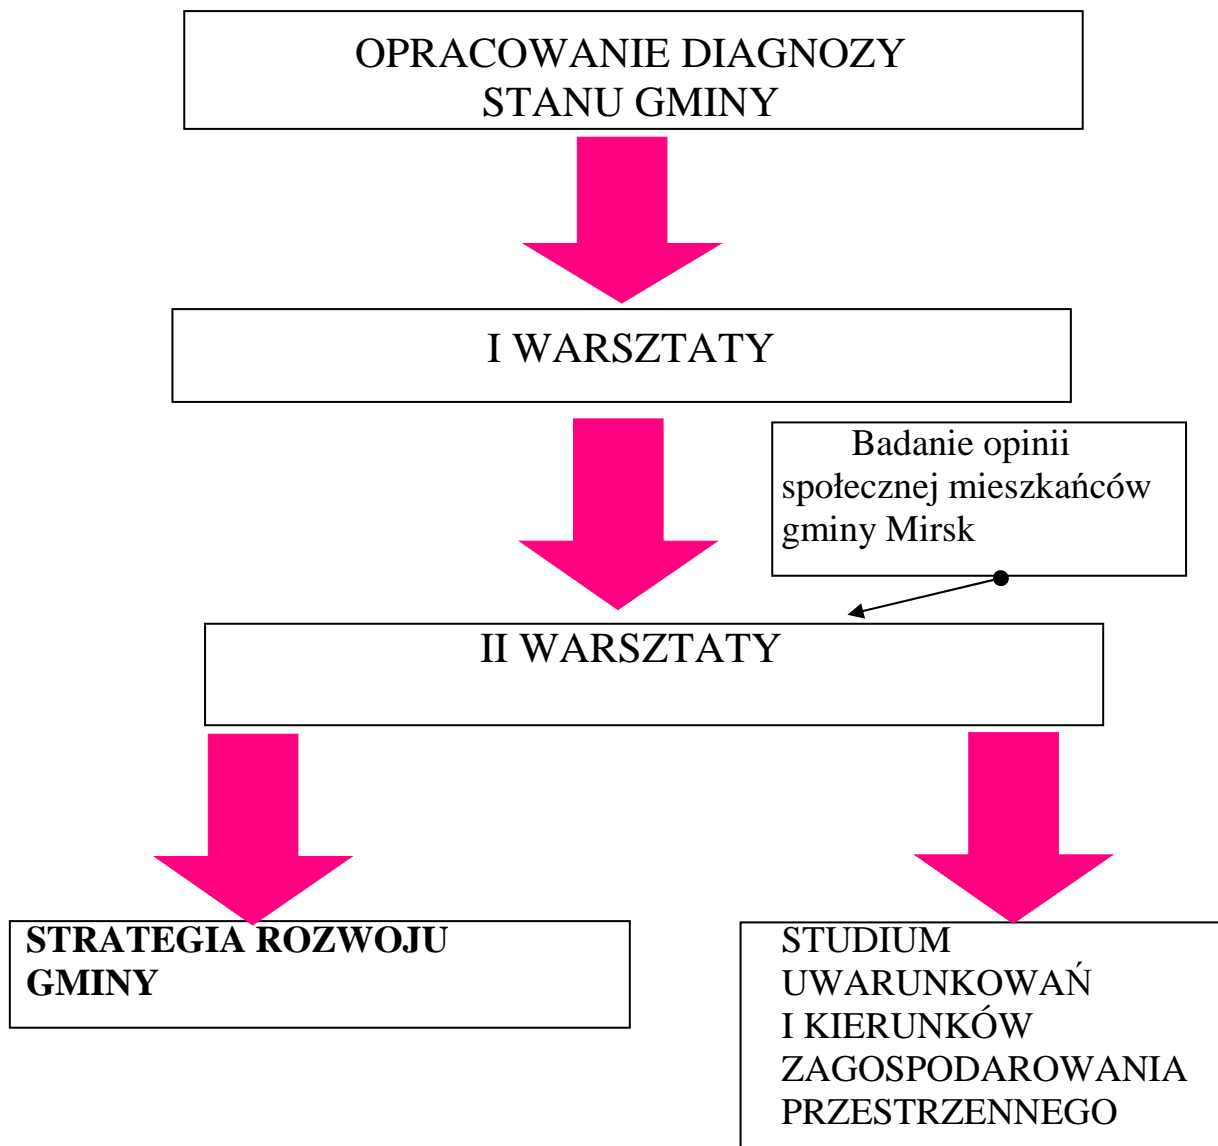 OPRACOWANIE DIAGNOZY
STANU GMINY
I WARSZTATY
Badanie opinii
społecznej mieszkańców
gminy Mirsk
II WARSZTATY
STRATEGIA ROZWOJU
GMINY
STUDIUM
UWARUNKOWAŃ
I KIERUNKÓW
ZAGOSPODAROWANIA
PRZESTRZENNEGO